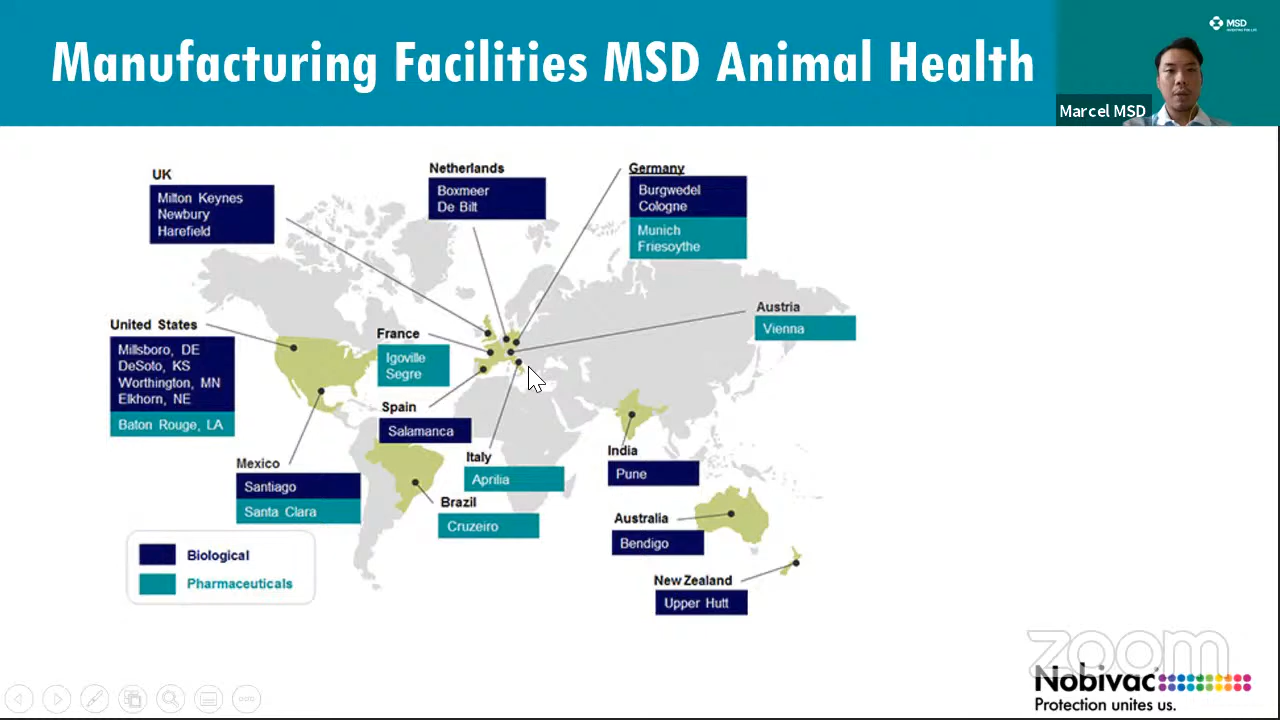 Manufacturing Facilities MSD Animal Health
MSD
INVENTING FOR LIFE
Marcel MSD
UK
Milton Keynes
Newbury
Harefield
Netherlands
Boxmeer
De Bilt
Germany
Burgwedel
Cologne
Munich
Friesoythe
Austria
Vienna
United States
Millsboro, DE
DeSoto, KS
Worthington, MN
Elkhorn, NE
Baton Rouge, LA
France
Igoville
Segre
Spain
Salamanca
Italy
Aprilia
Mexico
Santiago
Santa Clara
Brazil
Cruzeiro
India
Pune
Australia
Bendigo
New Zealand
Upper Hutt
Biological
Pharmaceuticals
zoom
Nobivac
Protection unites us.